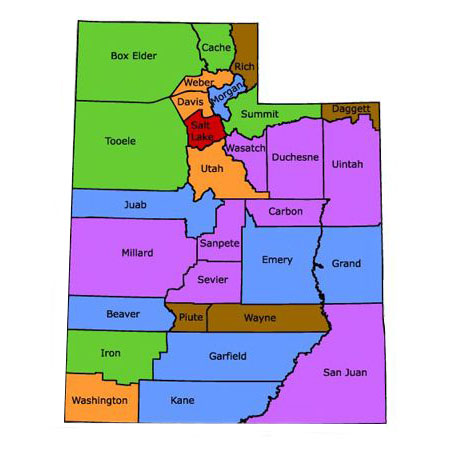 Box Elder
Cache
Rich
Weber
Morgan
Davis
Daggett
Summit
Salt
Lake
Tooele
Wasatch
Duchesne
Uintah
Utah
Juab
Carbon
Sanpete
Millard
Emery
Grand
Sevier
Beaver
Piute
Wayne
Iron
Garfield
San Juan
Washington
Kane